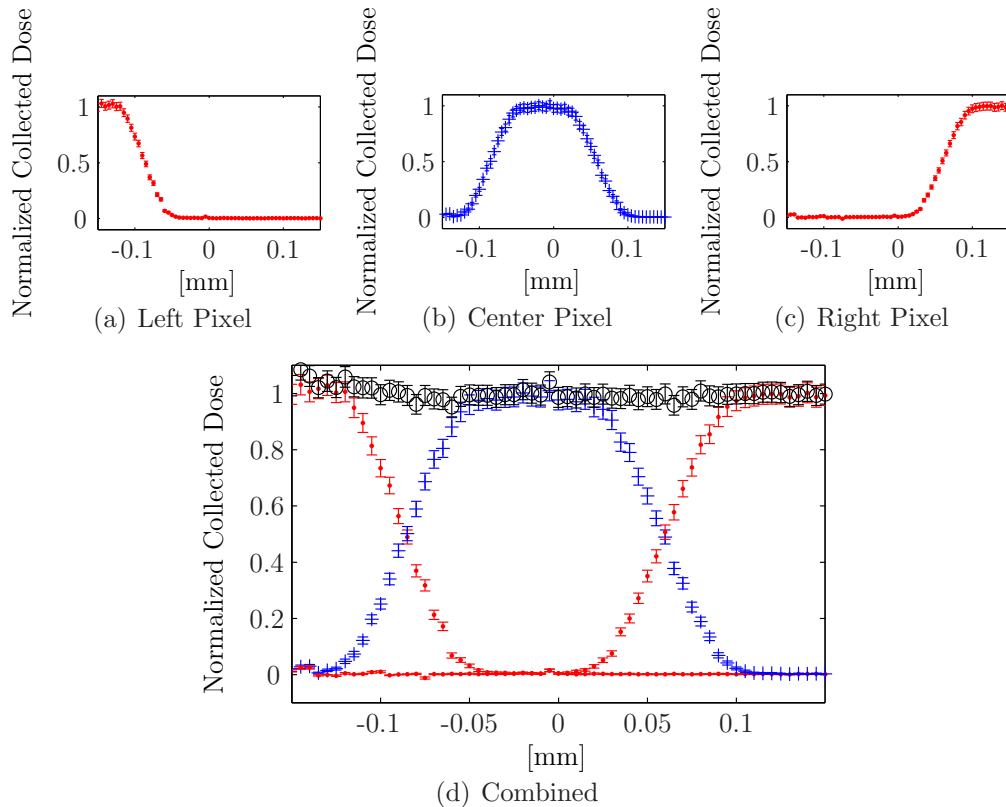 Normalized Collected Dose
1
0.5
0
-0.1 0 0.1
[mm]
(a) Left Pixel
Normalized Collected Dose
1
0.5
0
-0.1 0 0.1
[mm]
(b) Center Pixel
Normalized Collected Dose
1
0.5
0
-0.1 0 0.1
[mm]
(c) Right Pixel
Normalized Collected Dose
1
0.8
0.6
0.4
0.2
0
-0.1 -0.05 0 0.05 0.1
[mm]
(d) Combined